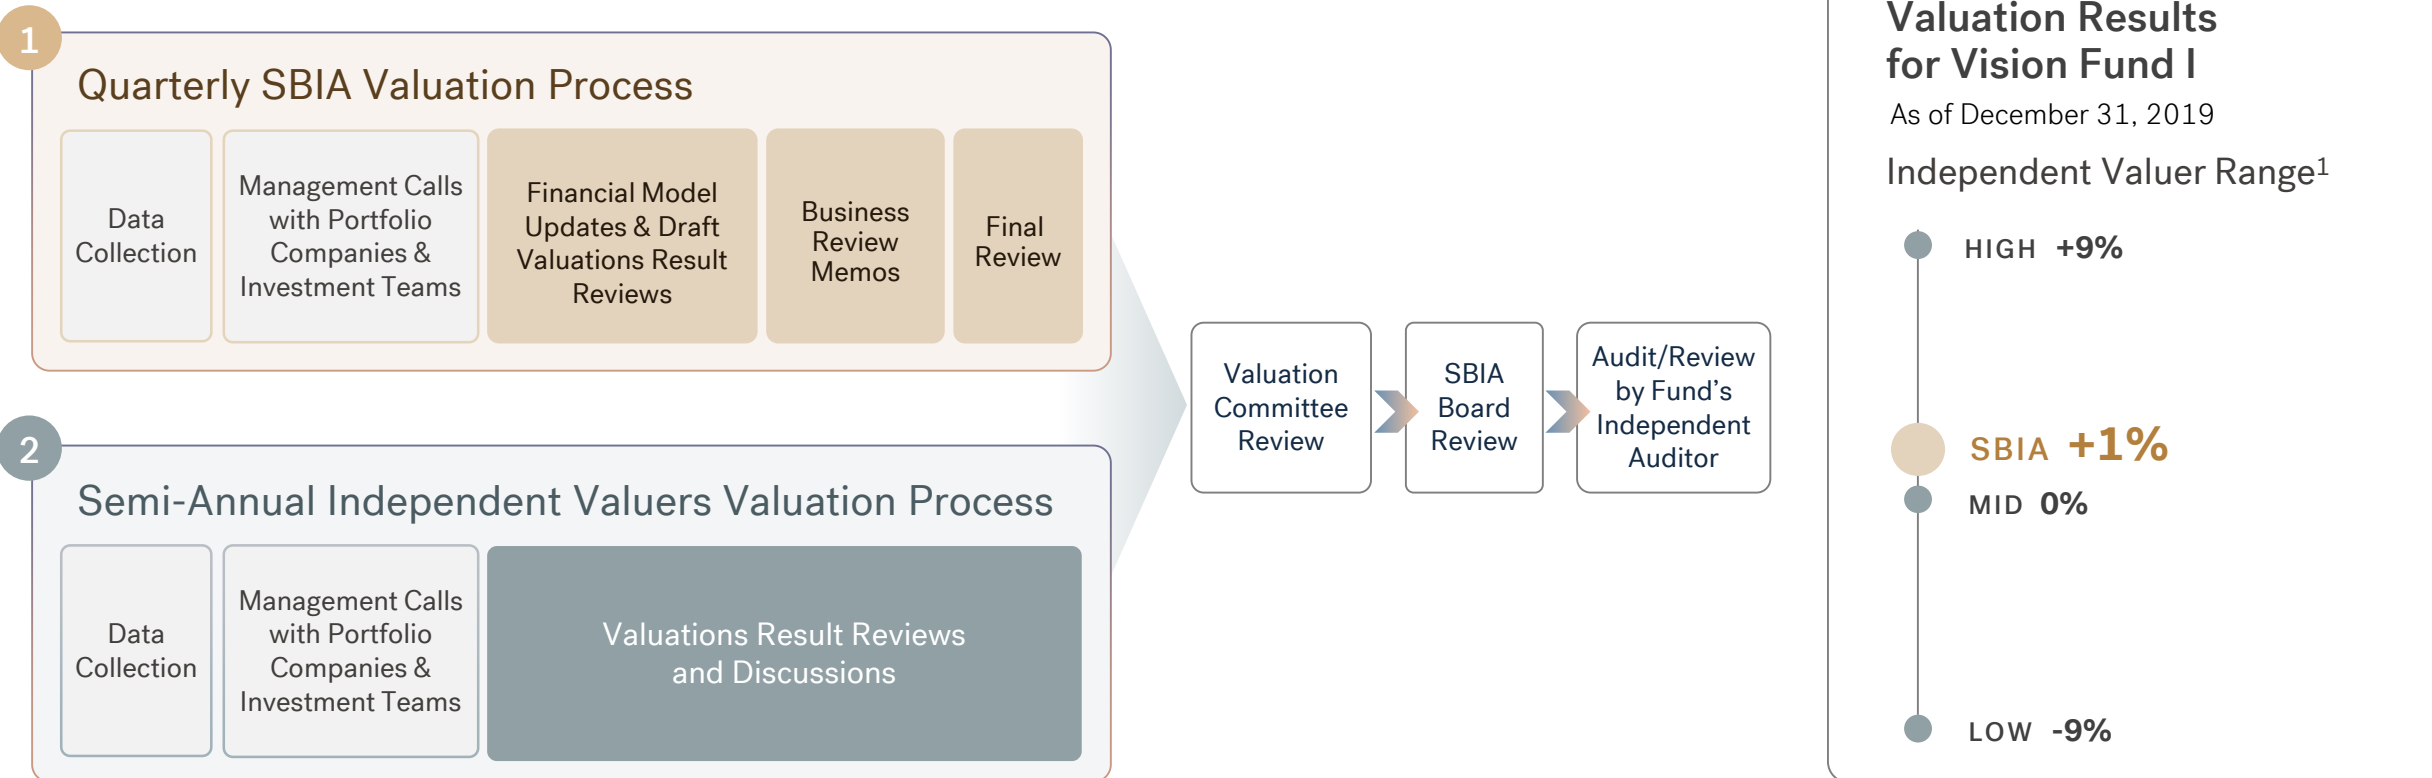 1
Quarterly SBIA Valuation Process
Data
Collection
Management Calls
with Portfolio
Companies &
Investment Teams
Financial Model
Updates & Draft
Valuations Result
Reviews
Business
Review
Memos
Final
Review
2
Semi-Annual Independent Valuers Valuation Process
Data
Collection
Management Calls
with Portfolio
Companies &
Investment Teams
Valuations Result Reviews
and Discussions
Valuation
Committee
Review
SBIA
Board
Review
Audit/Review
by Fund’s
Independent
Auditor
Valuation Results
for Vision Fund I
As of December 31, 2019
Independent Valuer Range¹
HIGH +9%
SBIA +1%
MID 0%
LOW -9%